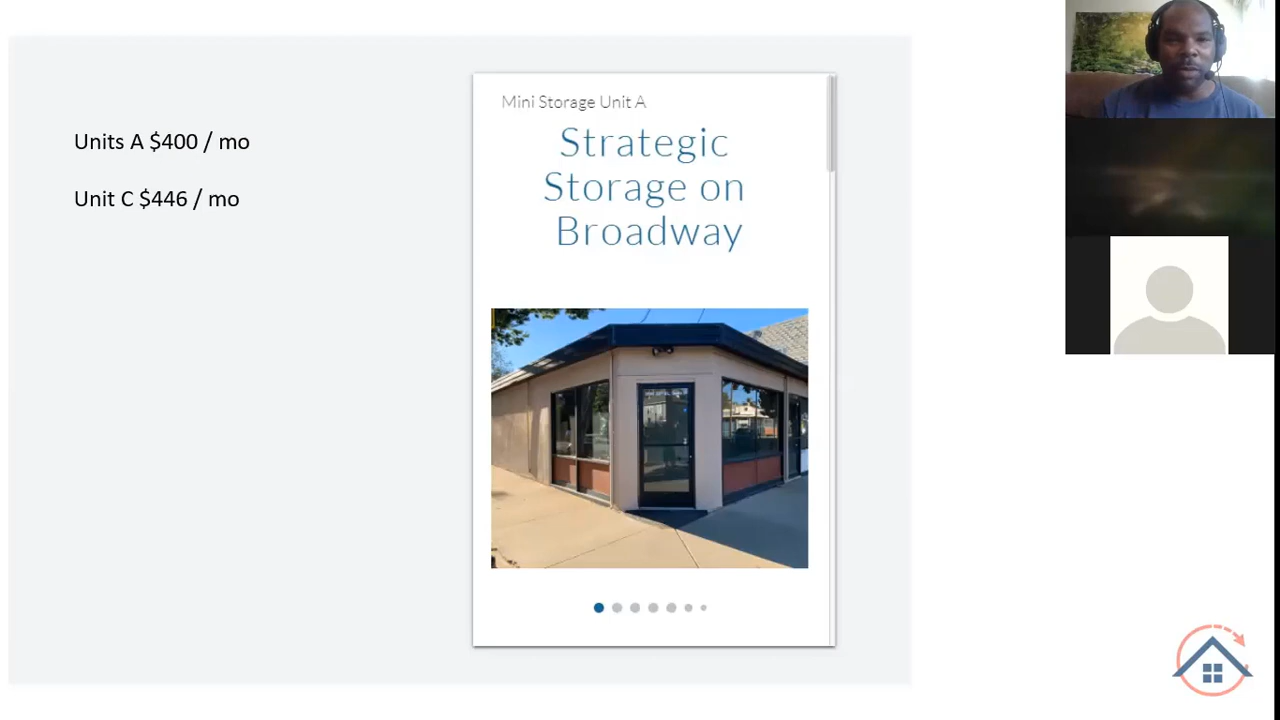 Units A $400 / mo
Unit C $446 / mo
Mini Storage Unit A
Strategic
Storage on
Broadway